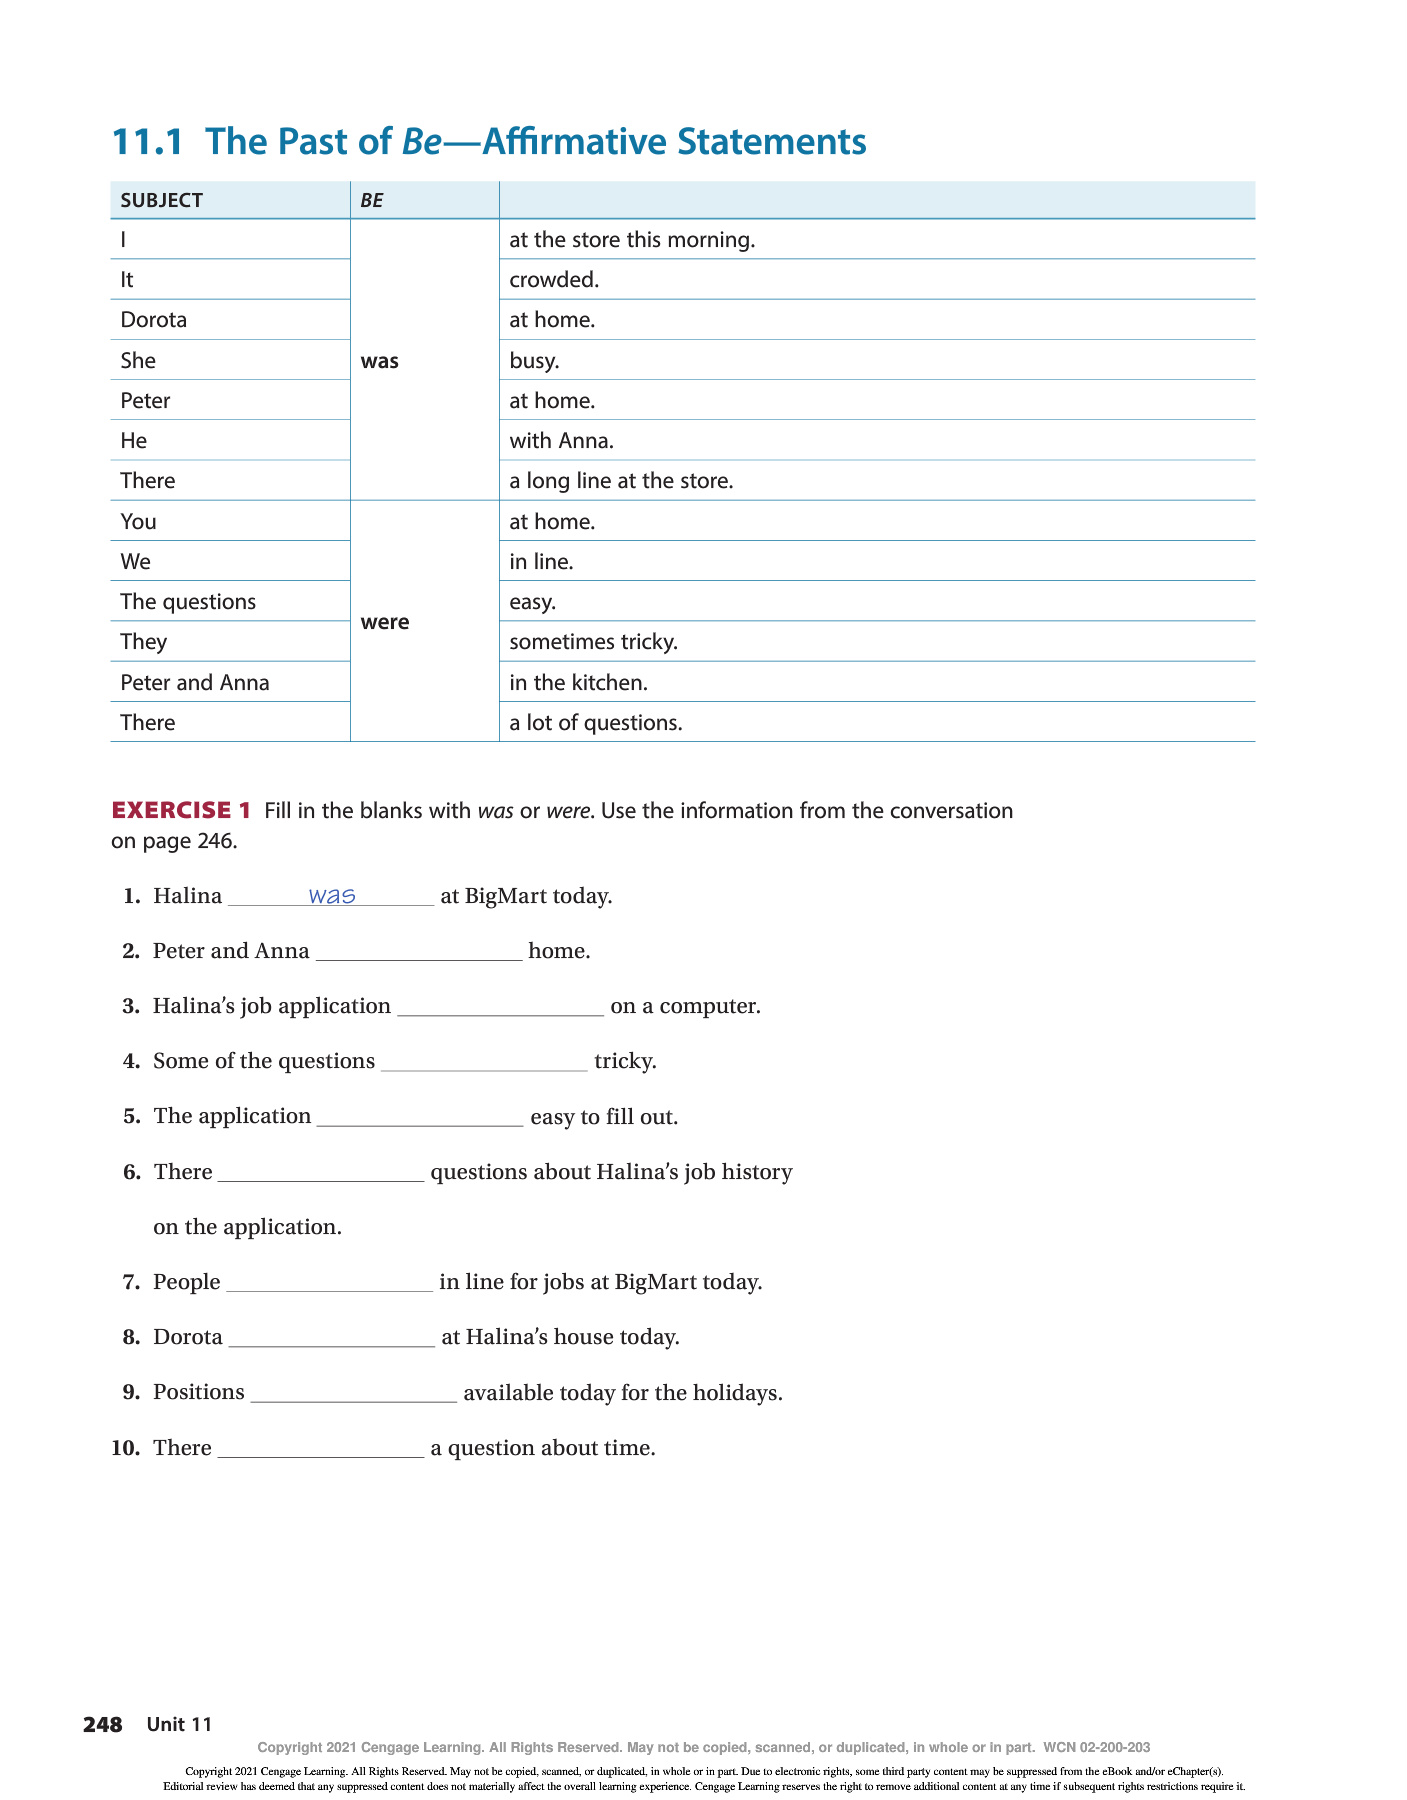 11.1 The Past of Be—Affirmative Statements
SUBJECT BE
I at the store this morning.
It crowded.
Dorota at home.
She was busy.
Peter at home.
He with Anna.
There a long line at the store.
You at home.
We in line.
The questions easy.
were
They sometimes tricky.
Peter and Anna in the kitchen.
There a lot of questions.
EXERCISE 1 Fill in the blanks with was or were. Use the information from the conversation
on page 246.
1. Halina was at BigMart today.
2. Peter and Anna ____ home.
3. Halina’s job application ____ on a computer.
4. Some of the questions ____ tricky.
5. The application ____ easy to fill out.
6. There ____ questions about Halina’s job history
on the application.
7. People ____ in line for jobs at BigMart today.
8. Dorota ____ at Halina’s house today.
9. Positions ____ available today for the holidays.
10. There ____ a question about time.
248 Unit 11
Copyright 2021 Cengage Learning. All Rights Reserved. May not be copied, scanned, or duplicated, in whole or in part. WCN 02-200-203
Copyright 2021 Cengage Learning. All Rights Reserved. May not be copied, scanned, or duplicated, in whole or in part. Due to electronic rights, some third party content may be suppressed from the eBook and/or eChapter(s).
Editorial review has deemed that any suppressed content does not materially affect the overall learning experience. Cengage Learning reserves the right to remove additional content at any time if subsequent rights restrictions require it.